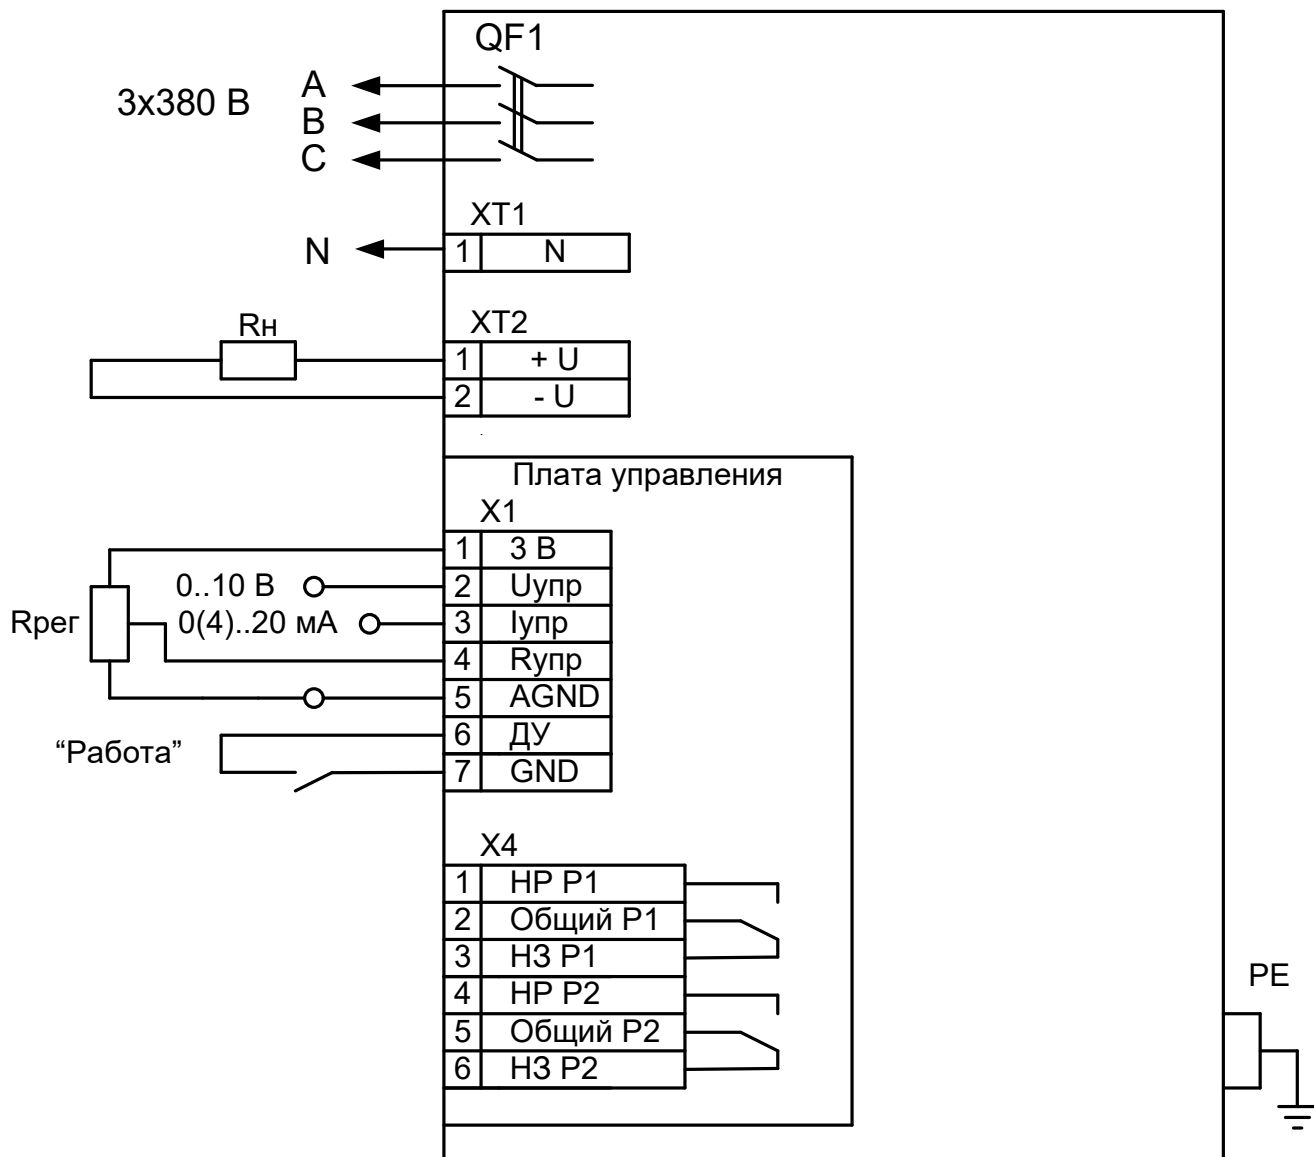 QF1
3x380 В
A
B
C
XT1
N
1 N
Rн
XT2
1 + U
2 - U
Плата управления
X1
1 3 В
0..10 В
2 Uупр
Rрег
0(4)..20 мА
3 Iупр
4 Rупр
5 AGND
“Работа”
6 ДУ
7 GND
X4
1 НР Р1
2 Общий Р1
3 НЗ Р1
4 НР Р2
5 Общий Р2
6 НЗ Р2
PE